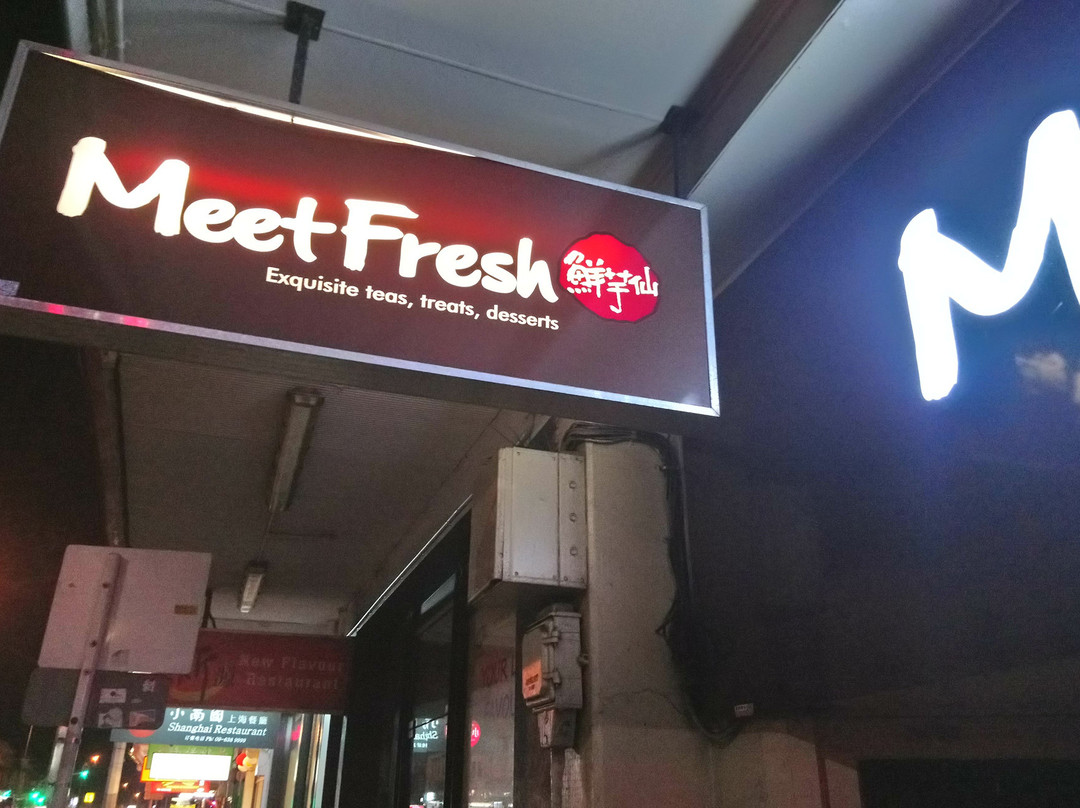 MeetFresh
鮮芋仙
Exquisite teas, treats, desserts
M
New Flavour
Restaurant
小南國 上海餐廳
Shanghai Restaurant